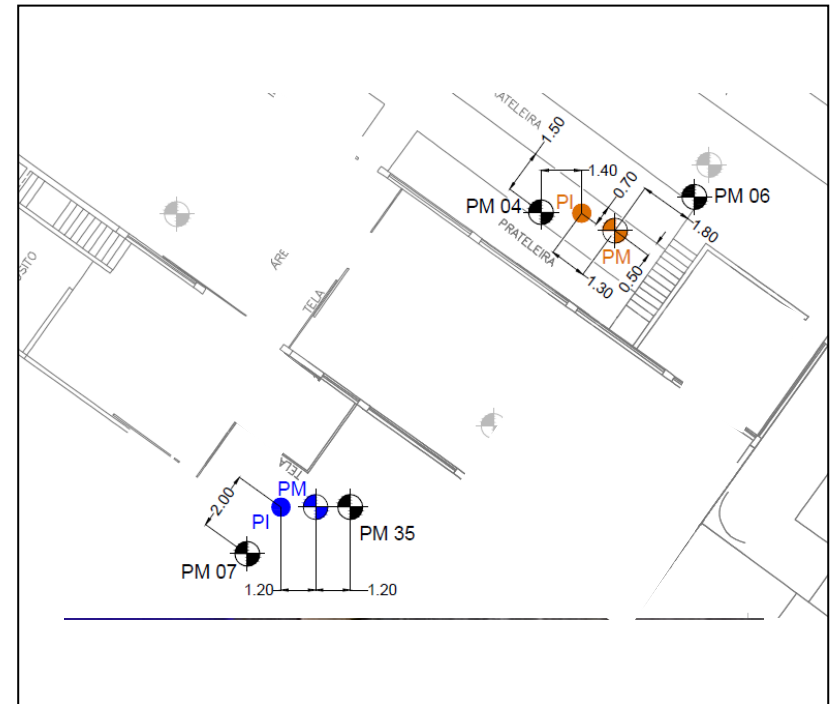 PRATELEIRA
1.50
1.40
0.70
PM 04
PI
PM 06
1.80
PRATELEIRA
PM
0.50
1.30
ÁRE
TELA
TELA
PM
2.00
PI
PM 35
PM 07
1.20
1.20